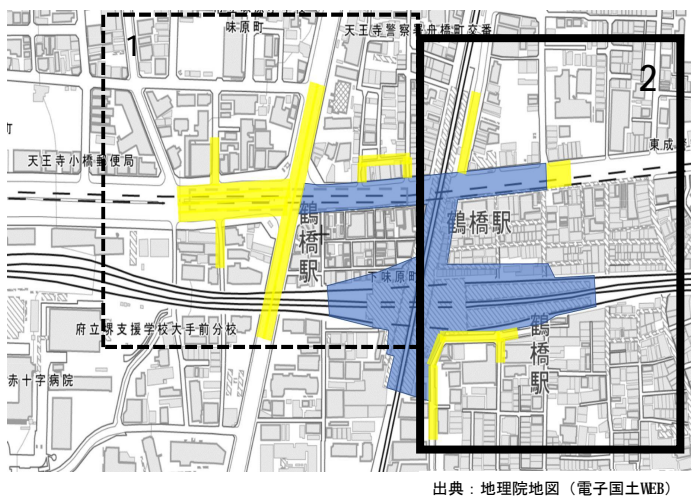 味原町
天王寺警察署舟橋町交番
1
2
町
天王寺小橋郵便局
東成
鶴橋駅
鶴橋駅
下味原町
府立
支援学校大手前分校
鶴橋駅
赤十字病院
出典：地理院地図（電子国土WEB）